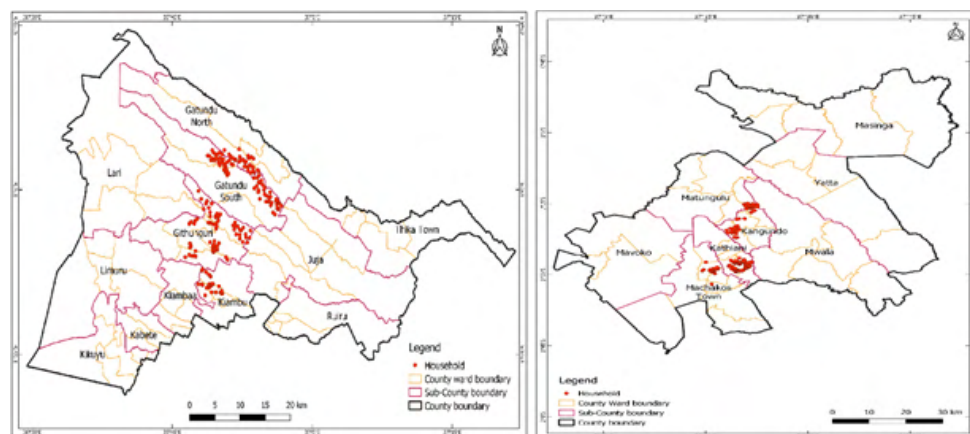 N
Gatundu
North
Lari
Gatundu
South
Githunguri
Thika Town
Limuru
Juja
Kiambaa
Kiambu
Ruiru
Kabete
Kikuyu
Legend
Household
County ward boundary
Sub-County boundary
County boundary
0 5 10 15 20 km
N
Masinga
Yatta
Matungulu
Kangundo
Kathiani
Mavoko
Mwala
Machakos
Town
Legend
Household
County Ward boundary
Sub-County boundary
County boundary
0 10 20 30 km